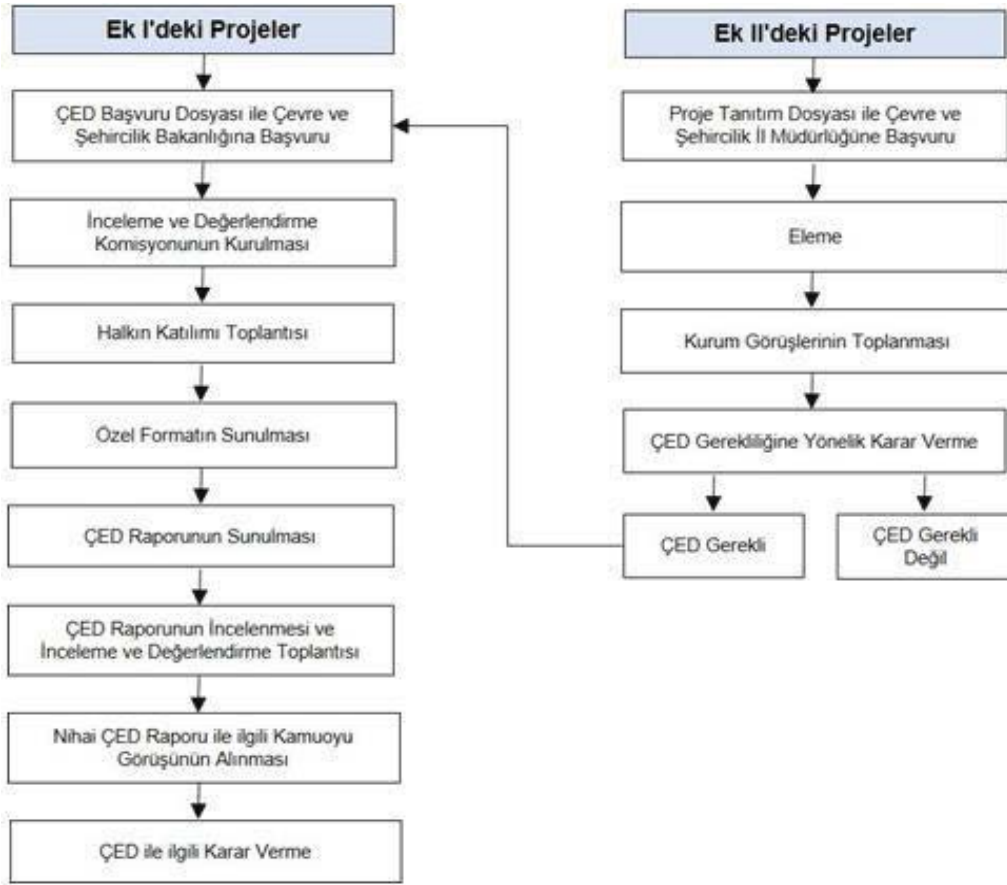 Ek I'deki Projeler
ÇED Başvuru Dosyası ile Çevre ve
Şehircilik Bakanlığına Başvuru
İnceleme ve Değerlendirme
Komisyonunun Kurulması
Halkın Katılımı Toplantısı
Özel Formatın Sunulması
ÇED Raporunun Sunulması
ÇED Raporunun İncelenmesi ve
İnceleme ve Değerlendirme Toplantısı
Nihai ÇED Raporu ile ilgili Kamuoyu
Görüşünün Alınması
ÇED ile ilgili Karar Verme
Ek II'deki Projeler
Proje Tanıtım Dosyası ile Çevre ve
Şehircilik İl Müdürlüğüne Başvuru
Eleme
Kurum Görüşlerinin Toplanması
ÇED Gerekliliğine Yönelik Karar Verme
ÇED Gerekli
ÇED Gerekli
Değil